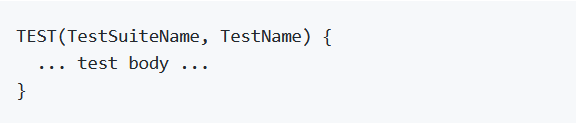 TEST(TestSuiteName, TestName) {
  ... test body ...
}